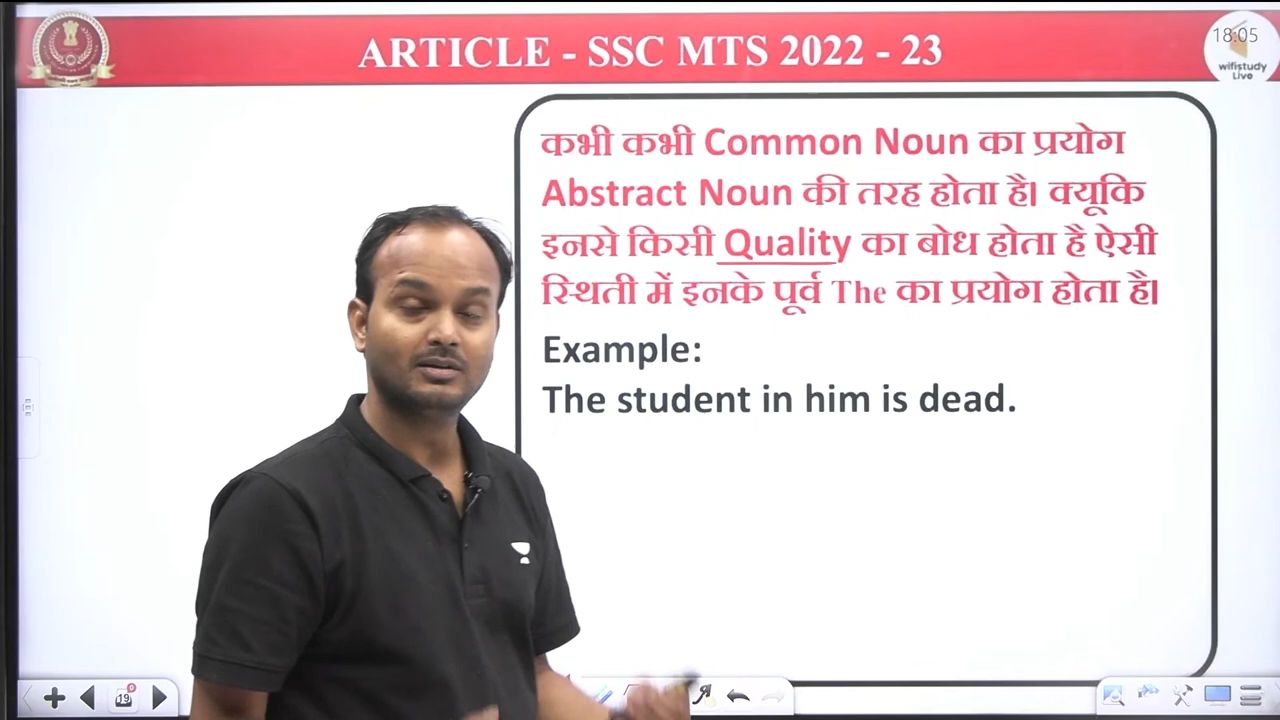 ARTICLE - SSC MTS 2022 - 23
18:05
wifistudy
Live
कभी कभी Common Noun का प्रयोग
Abstract Noun की तरह होता है। क्यूकि
इनसे किसी Quality का बोध होता है ऐसी
स्थिती में इनके पूर्व The का प्रयोग होता है।
Example:
The student in him is dead.
19